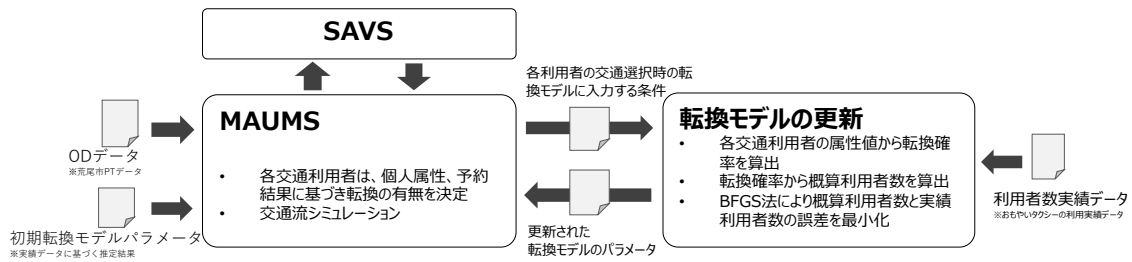 SAVS
各利用者の交通選択時の転
換モデルに入力する条件
MAUMS
• 各交通利用者は、個人属性、予約
結果に基づき転換の有無を決定
• 交通流シミュレーション
ODデータ
※荒尾市PTデータ
初期転換モデルパラメータ
※実績データに基づく推定結果
転換モデルの更新
• 各交通利用者の属性値から転換確
率を算出
• 転換確率から概算利用者数を算出
• BFGS法により概算利用者数と実績
利用者数の誤差を最小化
更新された
転換モデルのパラメータ
利用者数実績データ
※おもやいタクシーの利用実績データ